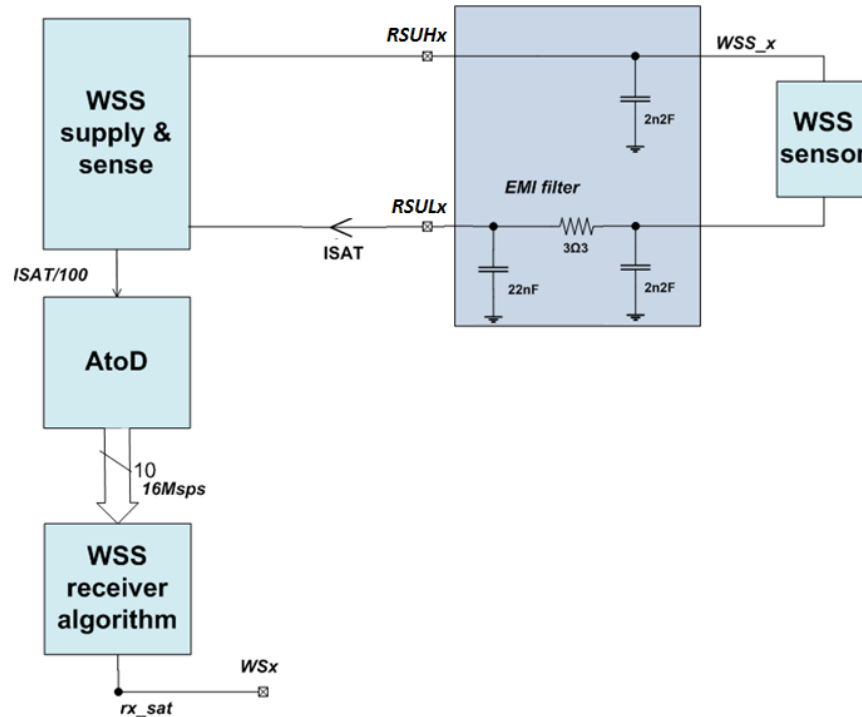 RSUHx
WSS_x
WSS
supply &
sense
2n2F
WSS
sensor
EMI filter
RSULx
ISAT
3Ω3
22nF
2n2F
ISAT/100
AtoD
10
16Msps
WSS
receiver
algorithm
WSx
rx_sat